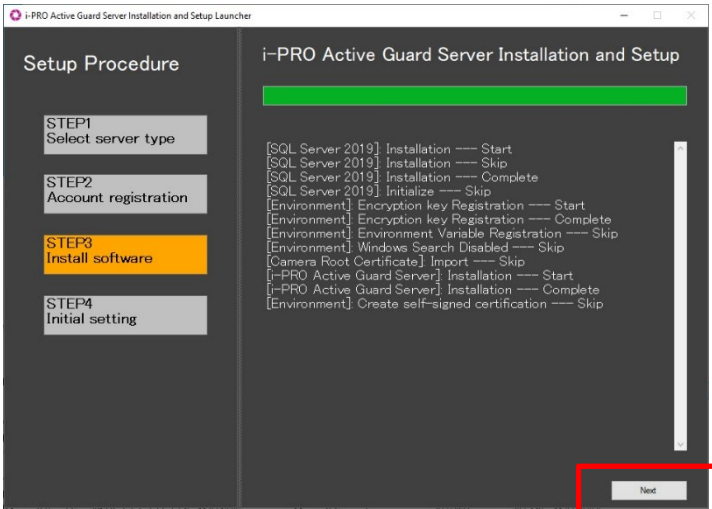 i-PRO Active Guard Server Installation and Setup Launcher
Setup Procedure
STEP1
Select server type
STEP2
Account registration
STEP3
Install software
STEP4
Initial setting
i-PRO Active Guard Server Installation and Setup
[SQL Server 2019]: Installation --- Start
[SQL Server 2019]: Installation --- Skip
[SQL Server 2019]: Installation --- Complete
[SQL Server 2019]: Initialize --- Skip
[Environment]: Encryption key Registration --- Start
[Environment]: Encryption key Registration --- Complete
[Environment]: Environment Variable Registration --- Skip
[Environment]: Windows Search Disabled --- Skip
[Camera Root Certificate]: Import --- Skip
[i-PRO Active Guard Server]: Installation --- Start
[i-PRO Active Guard Server]: Installation --- Complete
[Environment]: Create self-signed certification --- Skip
Next